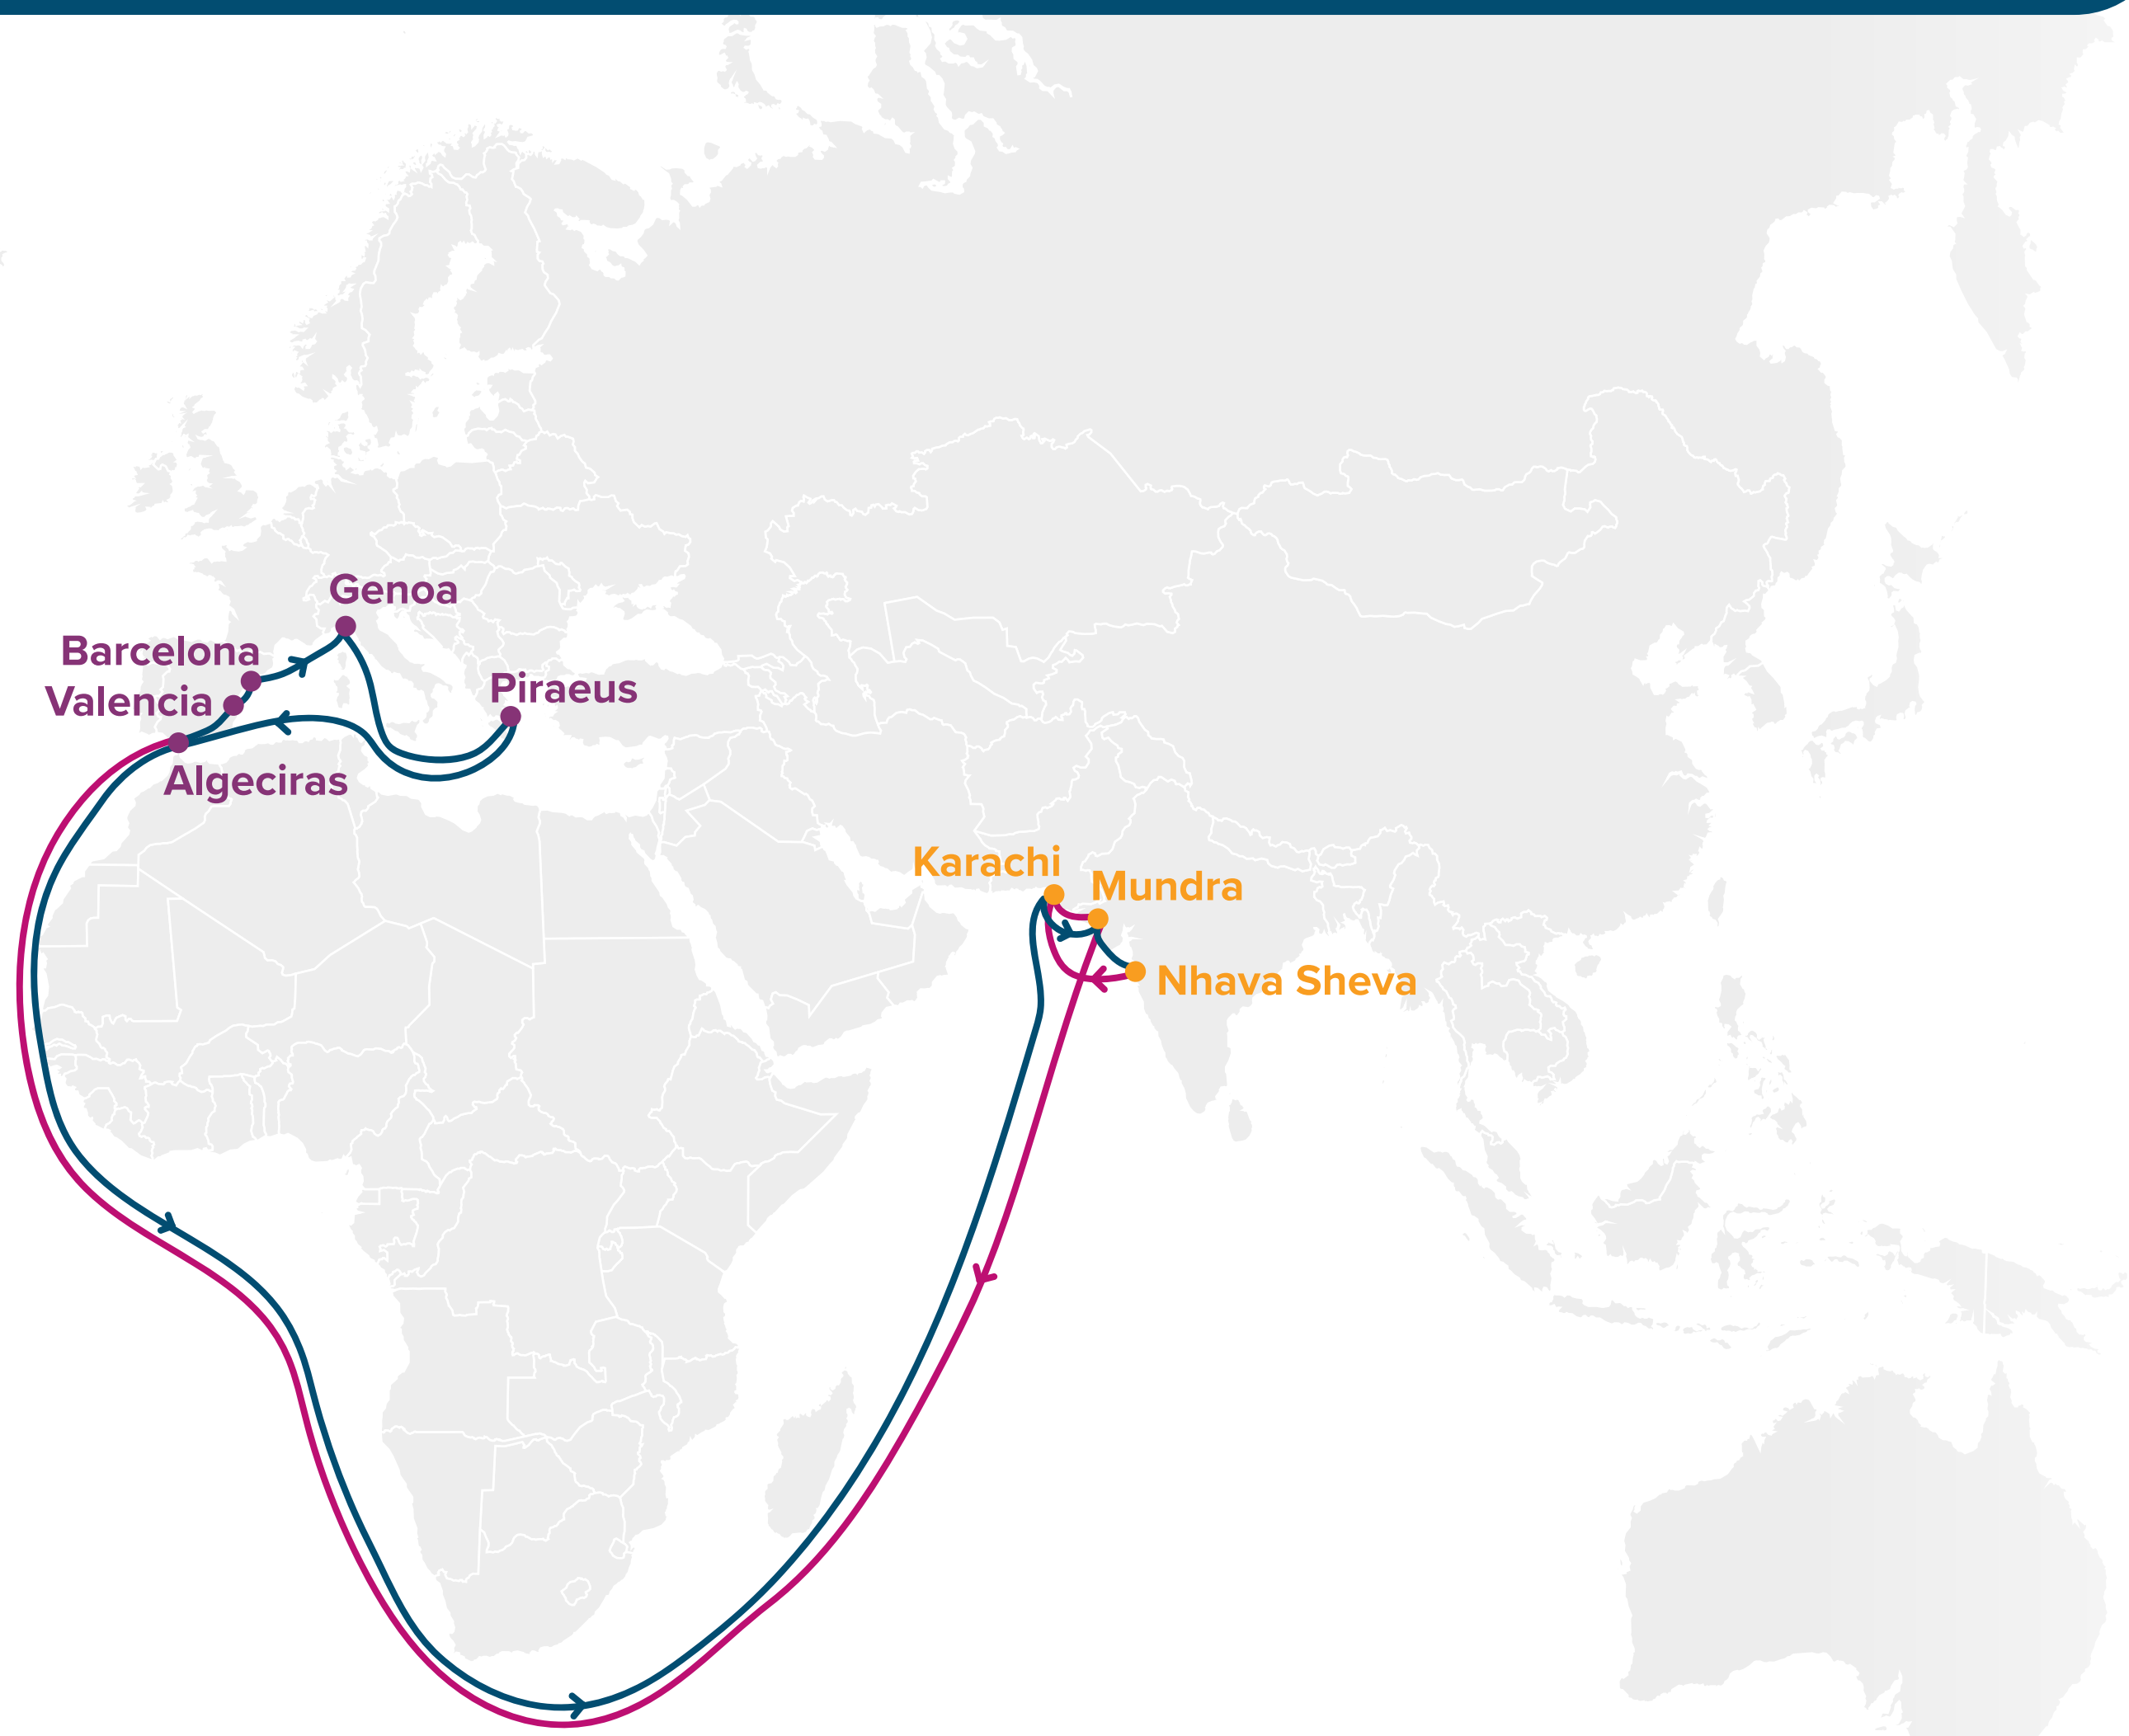 Genoa
Barcelona
Piraeus
Valencia
Algeciras
Karachi
Mundra
Nhava Sheva